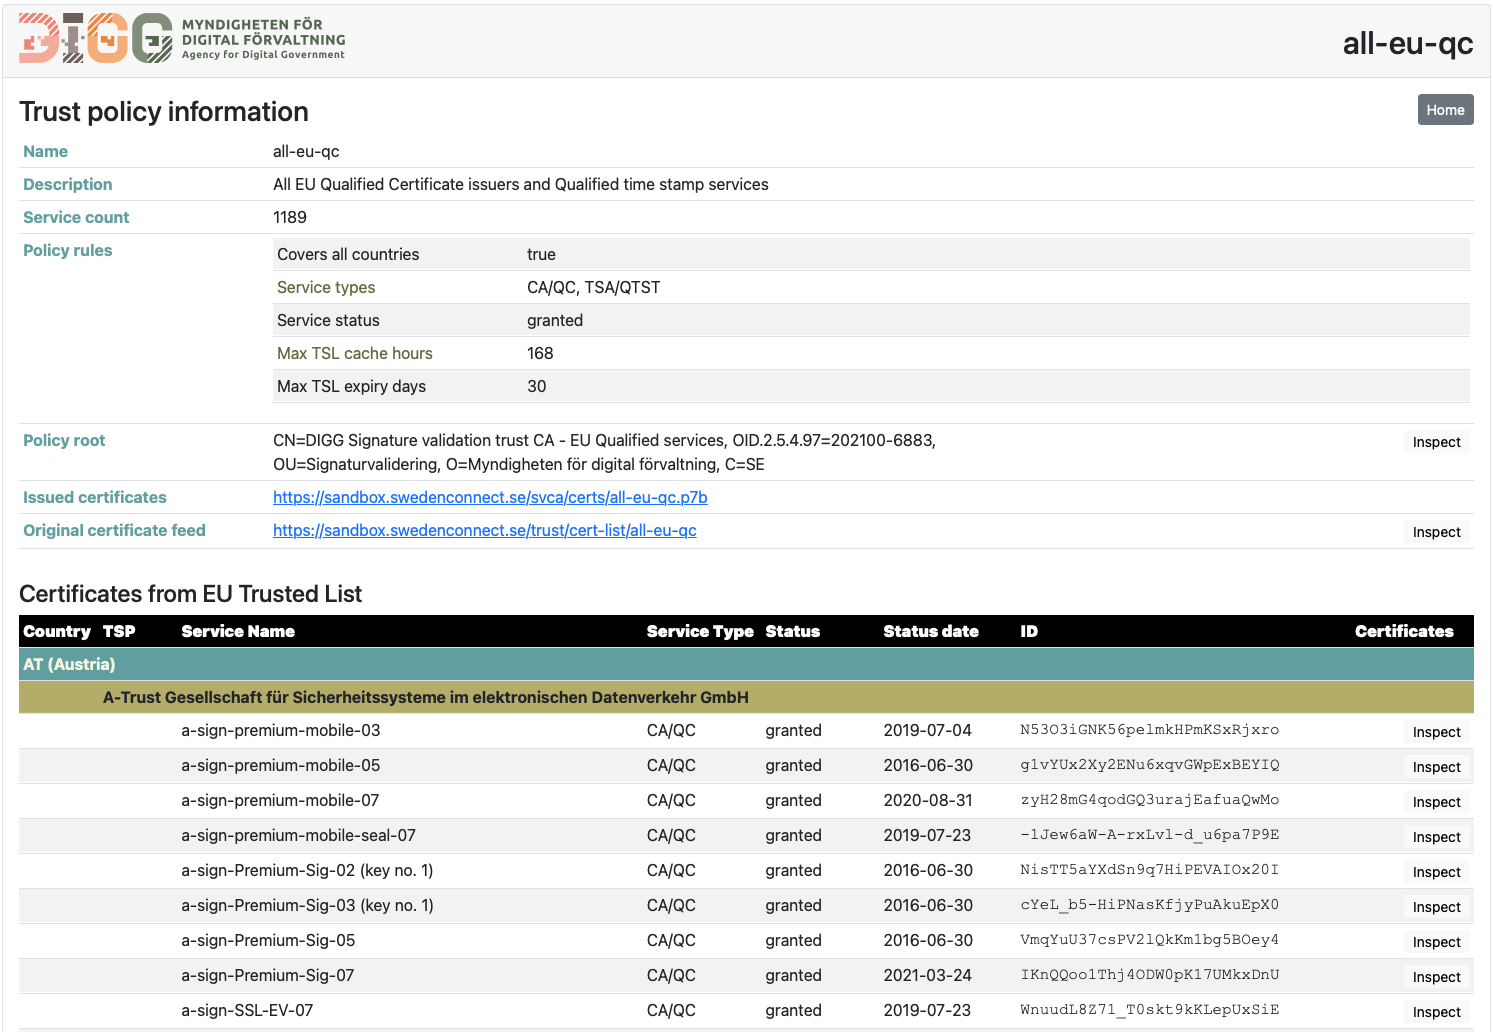 DIGG MYNDIGHETEN FÖR
DIGITAL FÖRVALTNING
Agency for Digital Government
all-eu-qc
Trust policy information
Home
Name all-eu-qc
Description All EU Qualified Certificate issuers and Qualified time stamp services
Service count 1189
Policy rules Covers all countries true
Service types CA/QC, TSA/QTST
Service status granted
Max TSL cache hours 168
Max TSL expiry days 30
Policy root CN=DIGG Signature validation trust CA - EU Qualified services, OID.2.5.4.97=202100-6883, Inspect
OU=Signaturvalidering, O=Myndigheten för digital förvaltning, C=SE
Issued certificates https://sandbox.swedenconnect.se/svca/certs/all-eu-qc.p7b
Original certificate feed https://sandbox.swedenconnect.se/trust/cert-list/all-eu-qc Inspect
Certificates from EU Trusted List
Country TSP Service Name Service Type Status Status date ID Certificates
AT (Austria)
A-Trust Gesellschaft für Sicherheitssysteme im elektronischen Datenverkehr GmbH
a-sign-premium-mobile-03 CA/QC granted 2019-07-04 N53O3iGNK56pelmkHPmKSxRjxro Inspect
a-sign-premium-mobile-05 CA/QC granted 2016-06-30 g1vYUx2Xy2ENu6xqvGWpExBEYIQ Inspect
a-sign-premium-mobile-07 CA/QC granted 2020-08-31 zyH28mG4qodGQ3urajEafuaQwMo Inspect
a-sign-premium-mobile-seal-07 CA/QC granted 2019-07-23 -1Jew6aW-A-rxLvl-d_u6pa7P9E Inspect
a-sign-Premium-Sig-02 (key no. 1) CA/QC granted 2016-06-30 NisTT5aYXdSn9q7HiPEVAIOx20I Inspect
a-sign-Premium-Sig-03 (key no. 1) CA/QC granted 2016-06-30 cYeL_b5-HiPNasKfjyPuAkuEpX0 Inspect
a-sign-Premium-Sig-05 CA/QC granted 2016-06-30 VmqYuU37csPV2lQkKm1bg5BOey4 Inspect
a-sign-Premium-Sig-07 CA/QC granted 2021-03-24 IKnQQoo1Thj4ODW0pK17UMkxDnU Inspect
a-sign-SSL-EV-07 CA/QC granted 2019-07-23 WnuudL8Z71_T0skt9kKLepUxSiE Inspect